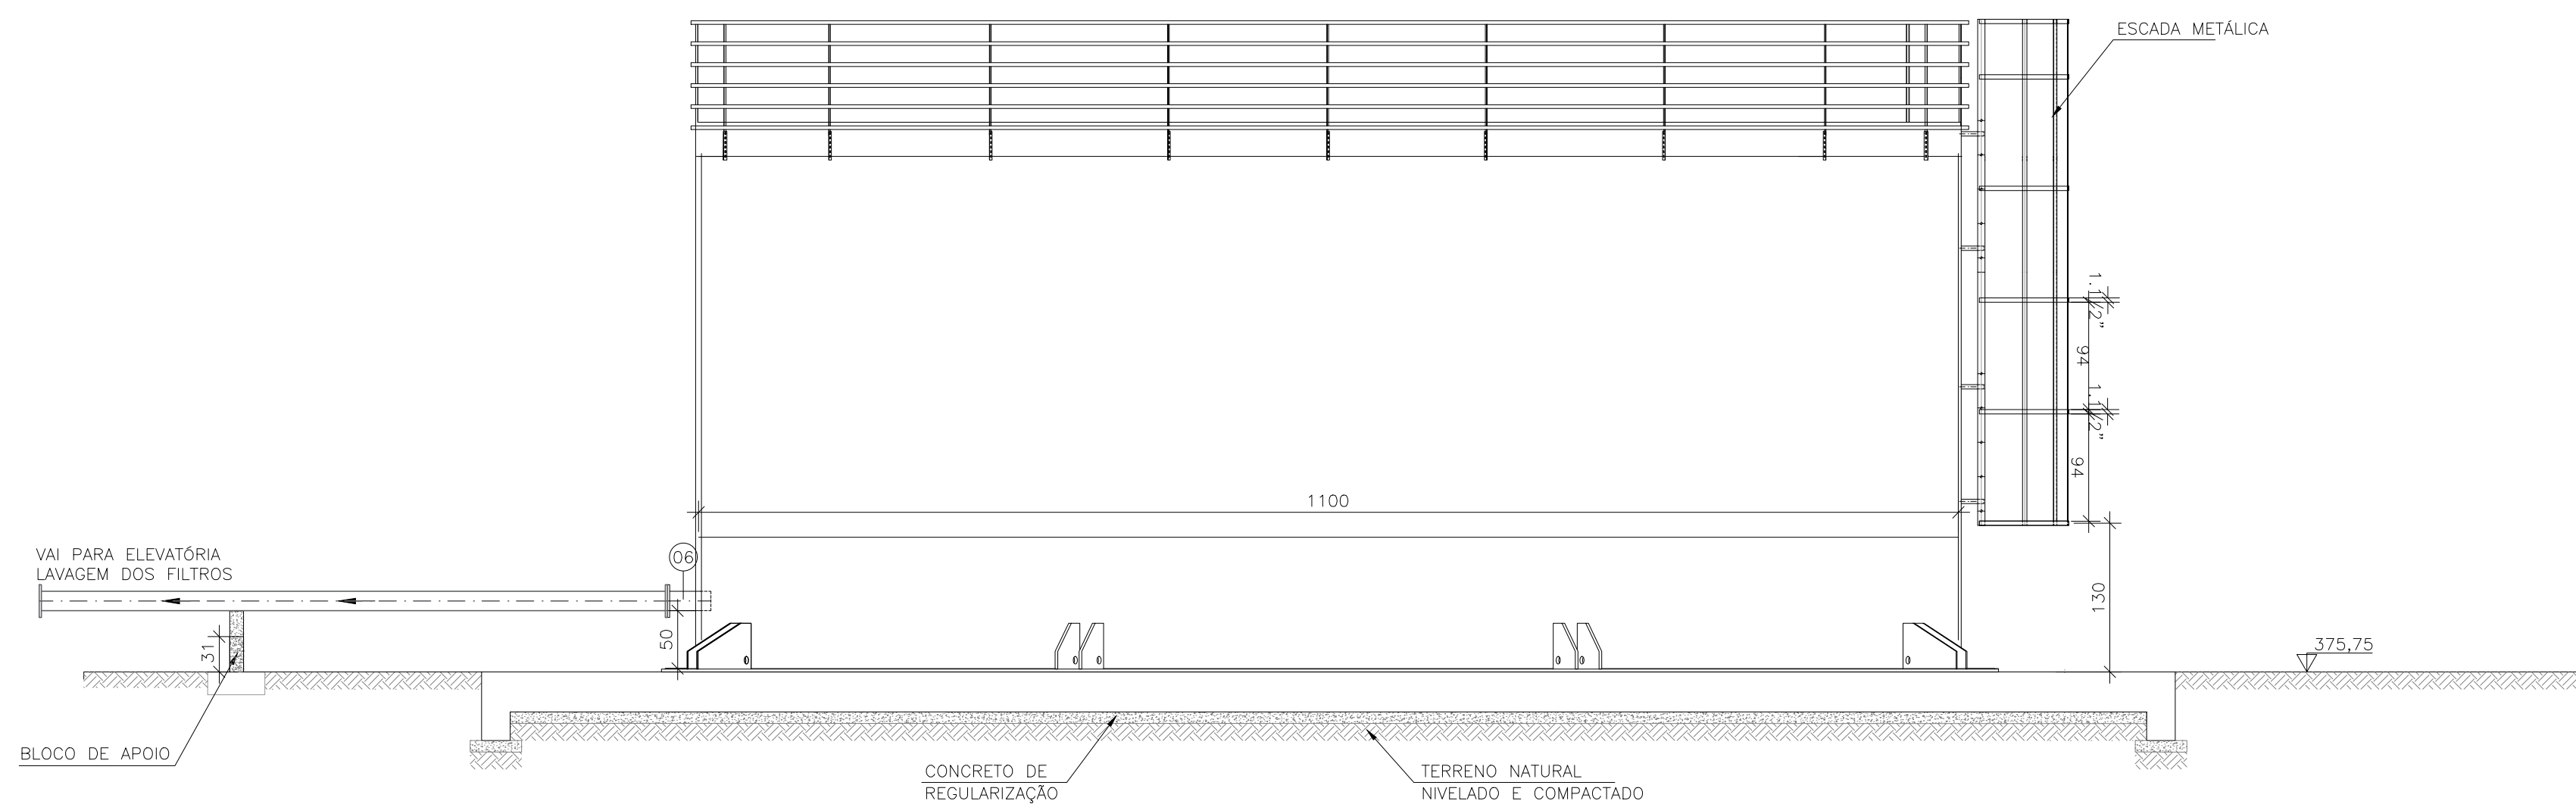 ESCADA METÁLICA
1.1/2"
94
1.1/2"
94
1100
VAI PARA ELEVATÓRIA
LAVAGEM DOS FILTROS
06
130
50
31
375,75
BLOCO DE APOIO
CONCRETO DE
REGULARIZAÇÃO
TERRENO NATURAL
NIVELADO E COMPACTADO